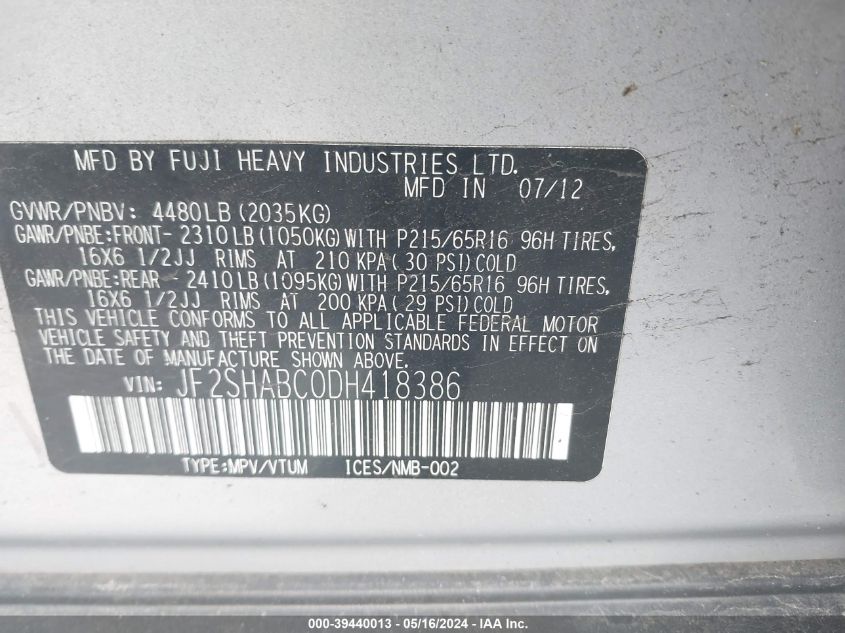 MFD BY FUJI HEAVY INDUSTRIES LTD.
MFD IN 07/12
GVWR/PNBV: 4480LB (2035KG)
GAWR/PNBE:FRONT- 2310LB(1050KG)WITH P215/65R16 96H TIRES,
16X6 1/2JJ RIMS AT 210 KPA( 30 PSI)COLD
GAWR/PNBE:REAR - 2410LB(1095KG)WITH P215/65R16 96H TIRES,
16X6 1/2JJ RIMS AT 200 KPA( 29 PSI)COLD
THIS VEHICLE CONFORMS TO ALL APPLICABLE FEDERAL MOTOR
VEHICLE SAFETY AND THEFT PREVENTION STANDARDS IN EFFECT ON
THE DATE OF MANUFACTURE SHOWN ABOVE.
VIN: JF2SHABC0DH418386
TYPE:MPV/VTUM ICES/NMB-002
000-39440013 - 05/16/2024 - IAA Inc.